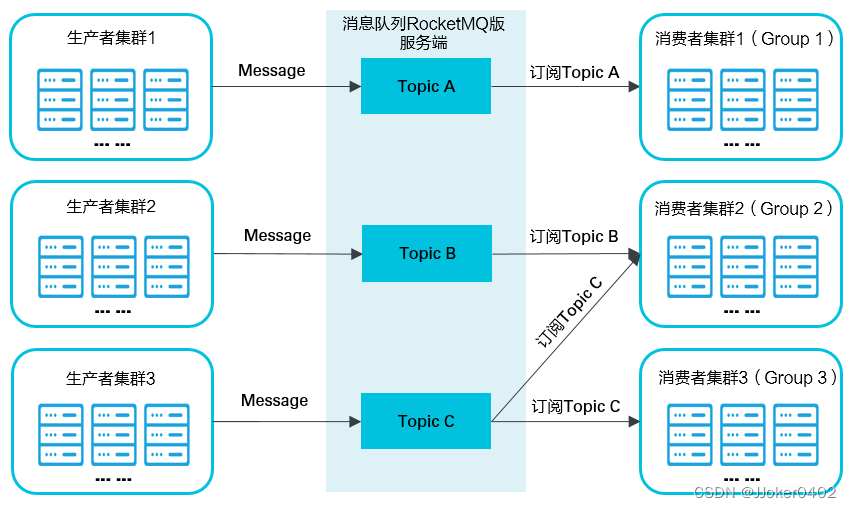 生产者集群1
消息队列RocketMQ版
服务端
消费者集群1（Group 1）
Message
Topic A
订阅Topic A
... ...
... ...
生产者集群2
消费者集群2（Group 2）
Message
Topic B
订阅Topic B
... ...
... ...
订阅Topic C
生产者集群3
消费者集群3（Group 3）
Message
Topic C
订阅Topic C
... ...
... ...
CSDN @JJoker0402